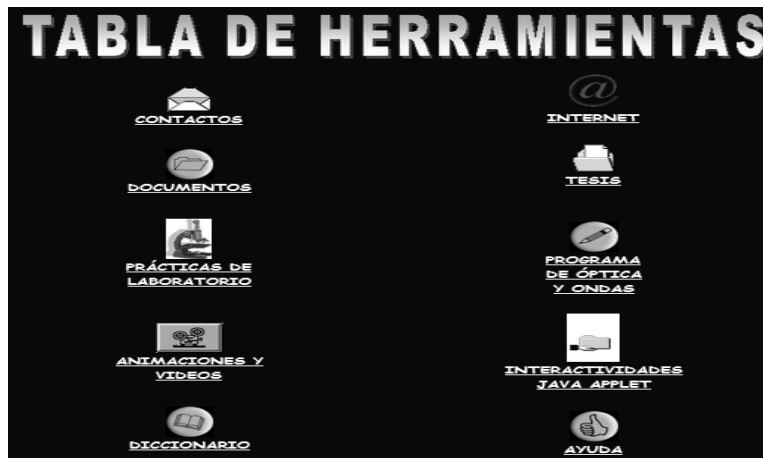 TABLA DE HERRAMIENTAS
CONTACTOS
INTERNET
DOCUMENTOS
TESIS
PRÁCTICAS DE
LABORATORIO
PROGRAMA
DE ÓPTICA
Y ONDAS
ANIMACIONES Y
VIDEOS
INTERACTIVIDADES
JAVA APPLET
DICCIONARIO
AYUDA